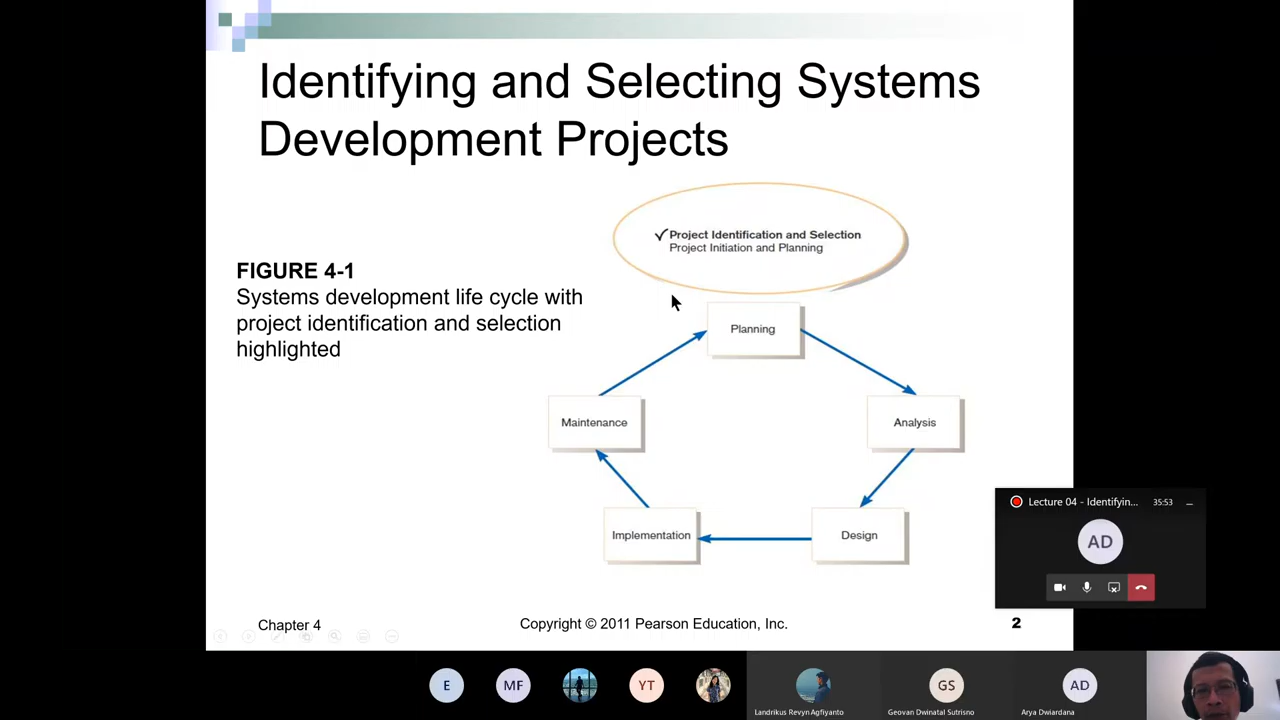 Identifying and Selecting Systems
Development Projects
✓Project Identification and Selection
Project Initiation and Planning
FIGURE 4-1
Systems development life cycle with
project identification and selection
highlighted
Planning
Maintenance
Analysis
Implementation
Design
Lecture 04 - Identifyin...
35:53
AD
Chapter 4
Copyright © 2011 Pearson Education, Inc.
2
E
MF
YT
GS
AD
Landrikus Revyn Agfiyanto
Geovan Dwinatal Sutrisno
Arya Dwiardana